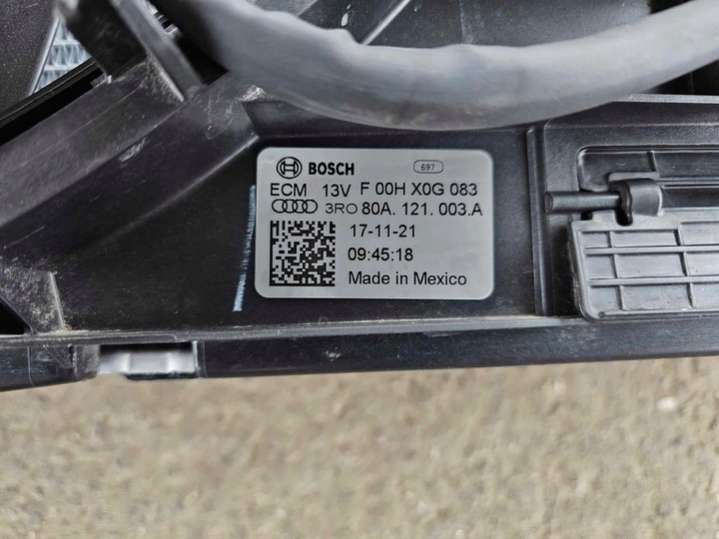 BOSCH 697
ECM 13V F 00H X0G 083
3RO 80A. 121. 003.A
17-11-21
09:45:18
Made in Mexico